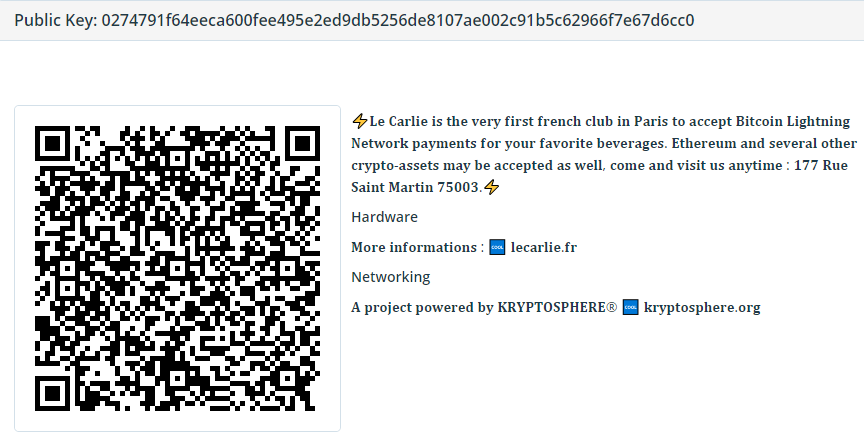 Public Key: 0274791f64eeca600fee495e2ed9db5256de8107ae002c91b5c62966f7e67d6cc0
⚡Le Carlie is the very first french club in Paris to accept Bitcoin Lightning
Network payments for your favorite beverages. Ethereum and several other
crypto-assets may be accepted as well, come and visit us anytime : 177 Rue
Saint Martin 75003.⚡
Hardware
More informations : 🆒 lecarlie.fr
Networking
A project powered by KRYPTOSPHERE® 🆒 kryptosphere.org